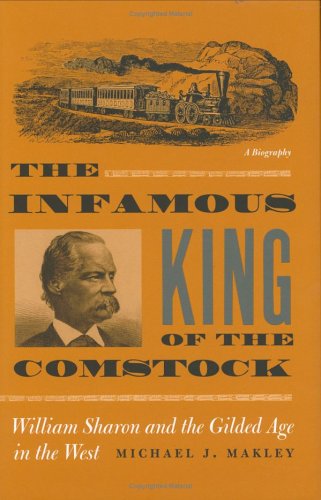 A Biography
THE
INFAMOUS
KING
OF THE
COMSTOCK
William Sharon and the Gilded Age
in the West MICHAEL J. MAKLEY